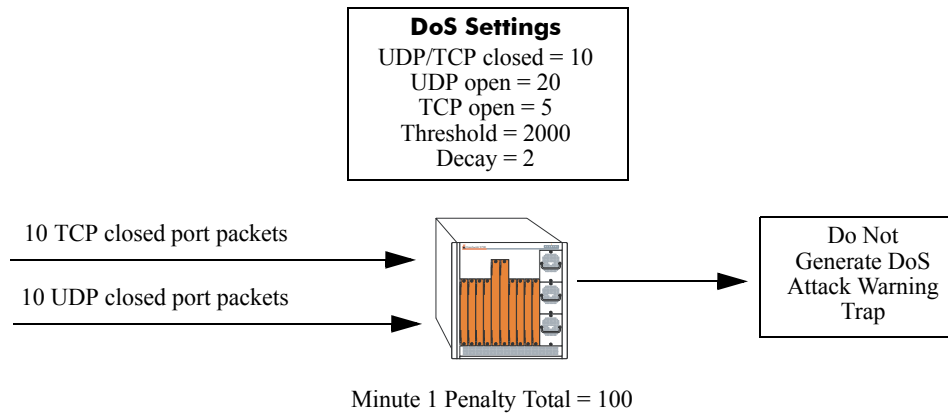 DoS Settings
UDP/TCP closed = 10
UDP open = 20
TCP open = 5
Threshold = 2000
Decay = 2
10 TCP closed port packets
10 UDP closed port packets
Do Not
Generate DoS
Attack Warning
Trap
Minute 1 Penalty Total = 100